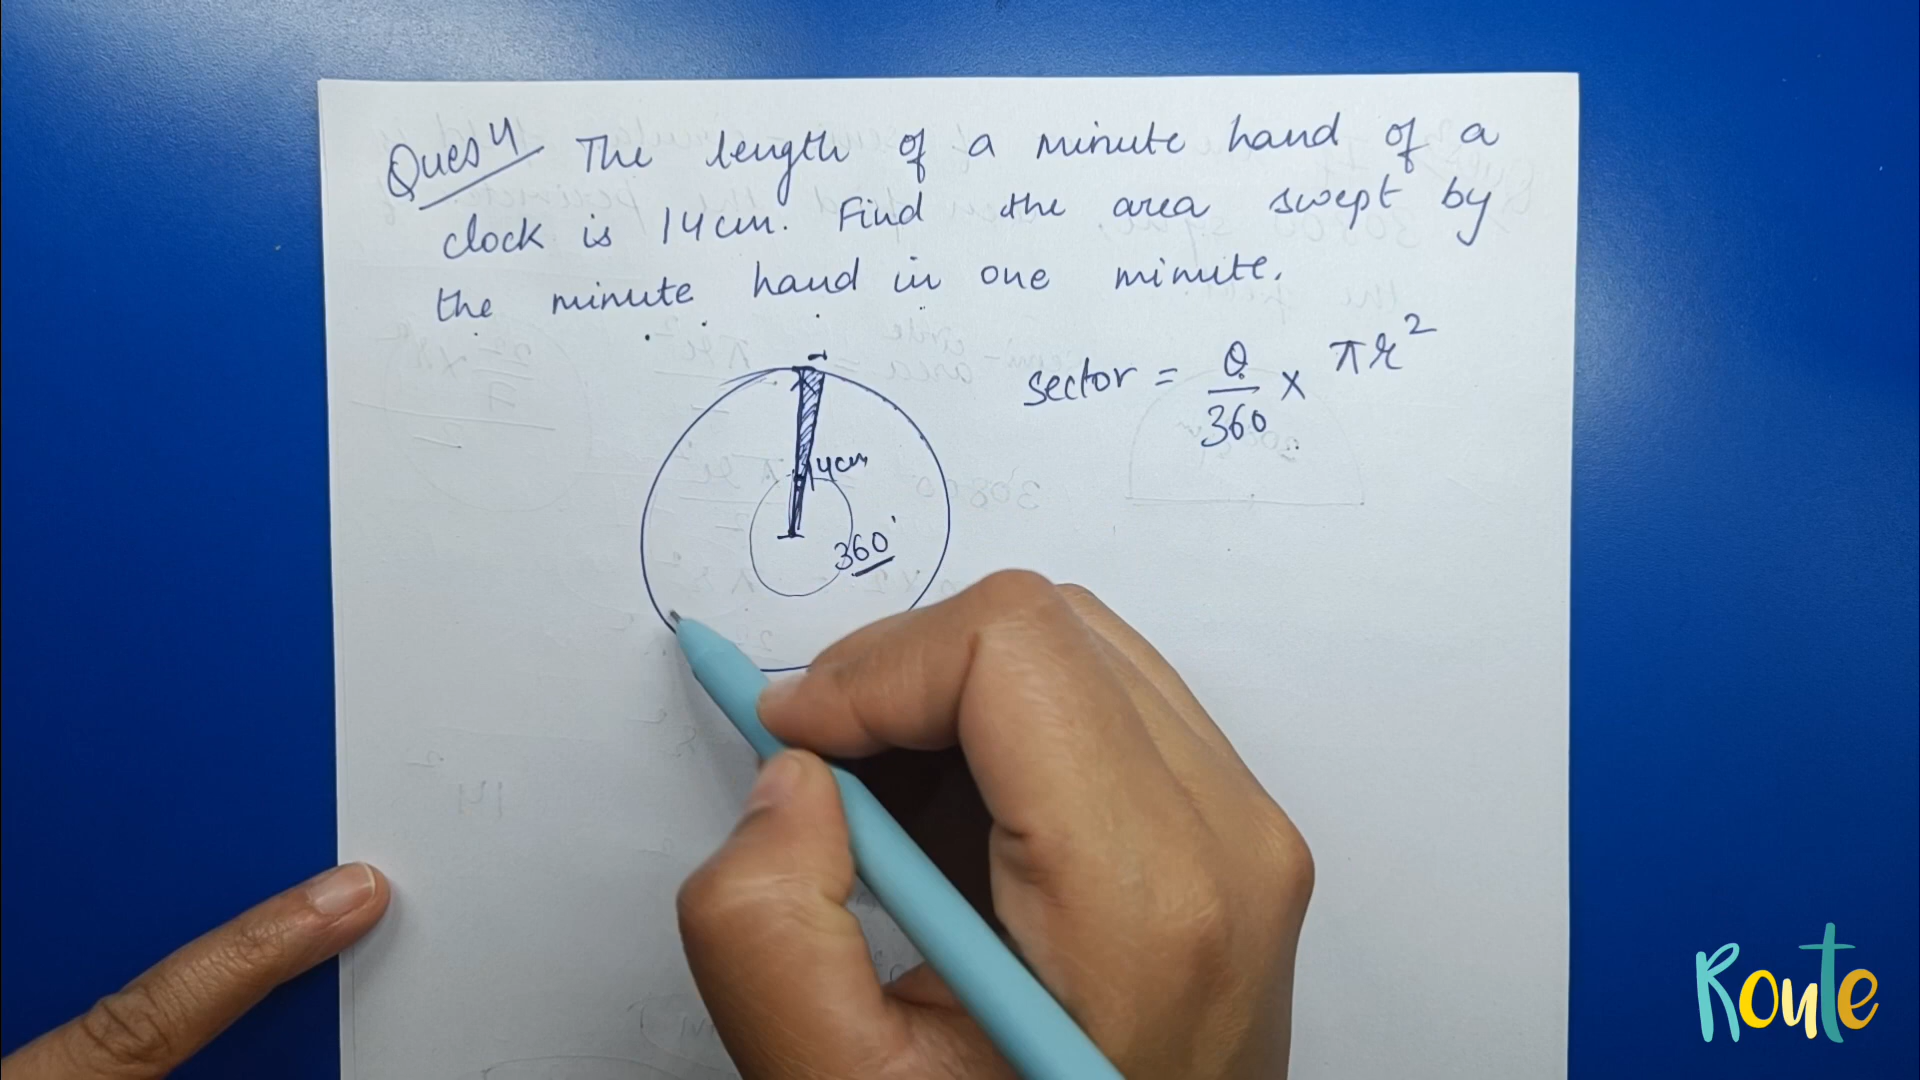 Ques 4 The length of a minute hand of a
clock is 14cm. Find the area swept by
the minute hand in one minute.
sector = θ/360 × πr²
14cm
360°
Route